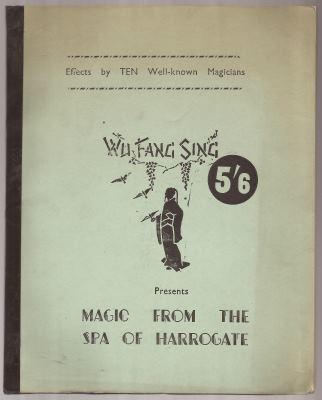 Effects by TEN Well-known Magicians
WU FANG SING
5'6
Presents
MAGIC FROM THE
SPA OF HARROGATE